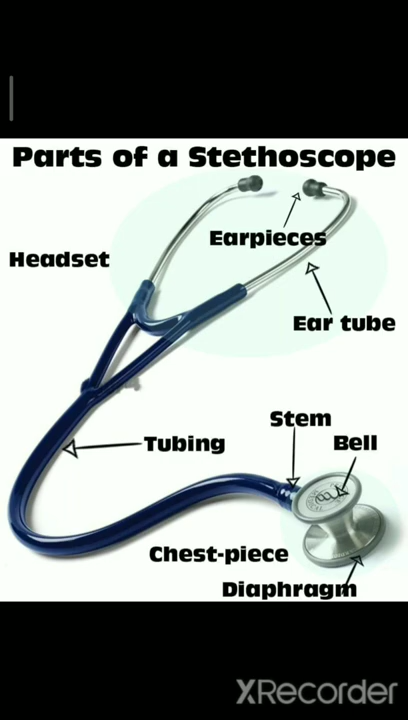 Parts of a Stethoscope
Earpieces
Headset
Ear tube
Stem
Tubing
Bell
Chest-piece
Diaphragm
XRecorder